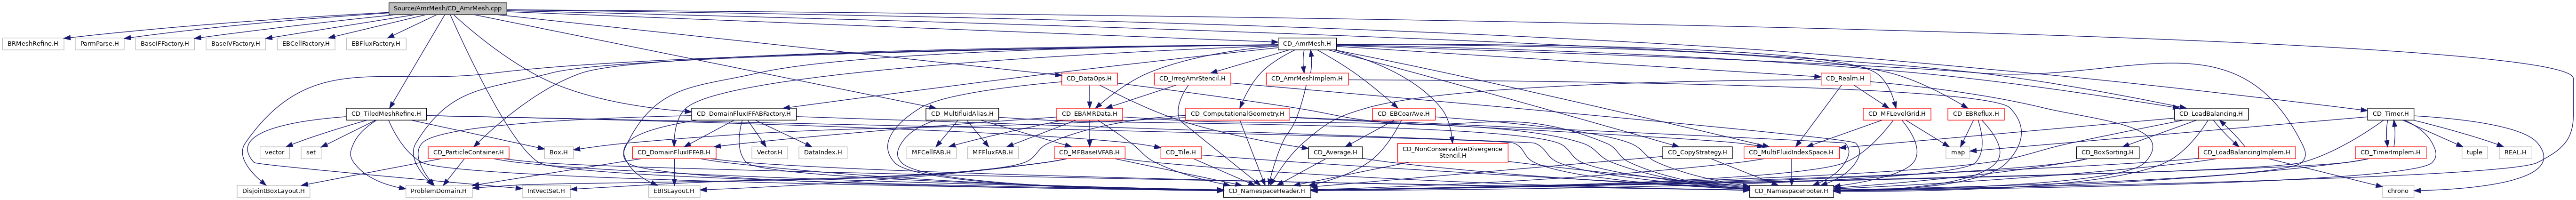 Source/AmrMesh/CD_AmrMesh.cpp
BRMeshRefine.H
ParmParse.H
BaseIFFactory.H
BaseIVFactory.H
EBCellFactory.H
EBFluxFactory.H
CD_AmrMesh.H
CD_DataOps.H
CD_IrregAmrStencil.H
CD_AmrMeshImplem.H
CD_Realm.H
CD_TiledMeshRefine.H
CD_DomainFluxIFFABFactory.H
CD_MultifluidAlias.H
CD_EBAMRData.H
CD_ComputationalGeometry.H
CD_EBCoarAve.H
CD_MFLevelGrid.H
CD_EBReflux.H
CD_LoadBalancing.H
CD_Timer.H
vector
set
CD_ParticleContainer.H
Box.H
CD_DomainFluxIFFAB.H
Vector.H
DataIndex.H
MFCellFAB.H
MFFluxFAB.H
CD_MFBaseIVFAB.H
CD_Tile.H
CD_Average.H
CD_NonConservativeDivergence
Stencil.H
CD_CopyStrategy.H
CD_MultiFluidIndexSpace.H
map
CD_BoxSorting.H
CD_LoadBalancingImplem.H
CD_TimerImplem.H
tuple
REAL.H
DisjointBoxLayout.H
ProblemDomain.H
IntVectSet.H
EBISLayout.H
CD_NamespaceHeader.H
CD_NamespaceFooter.H
chrono